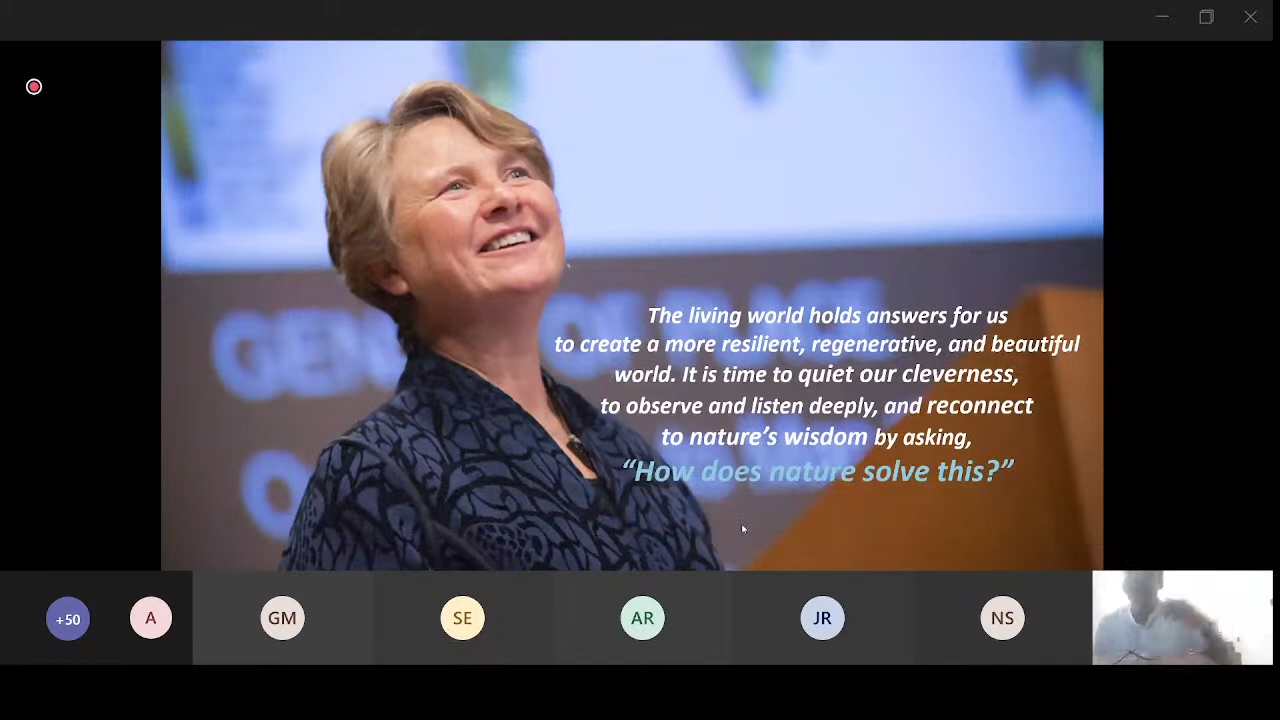 The living world holds answers for us
to create a more resilient, regenerative, and beautiful
world. It is time to quiet our cleverness,
to observe and listen deeply, and reconnect
to nature’s wisdom by asking,
“How does nature solve this?”
+50
A
GM
SE
AR
JR
NS